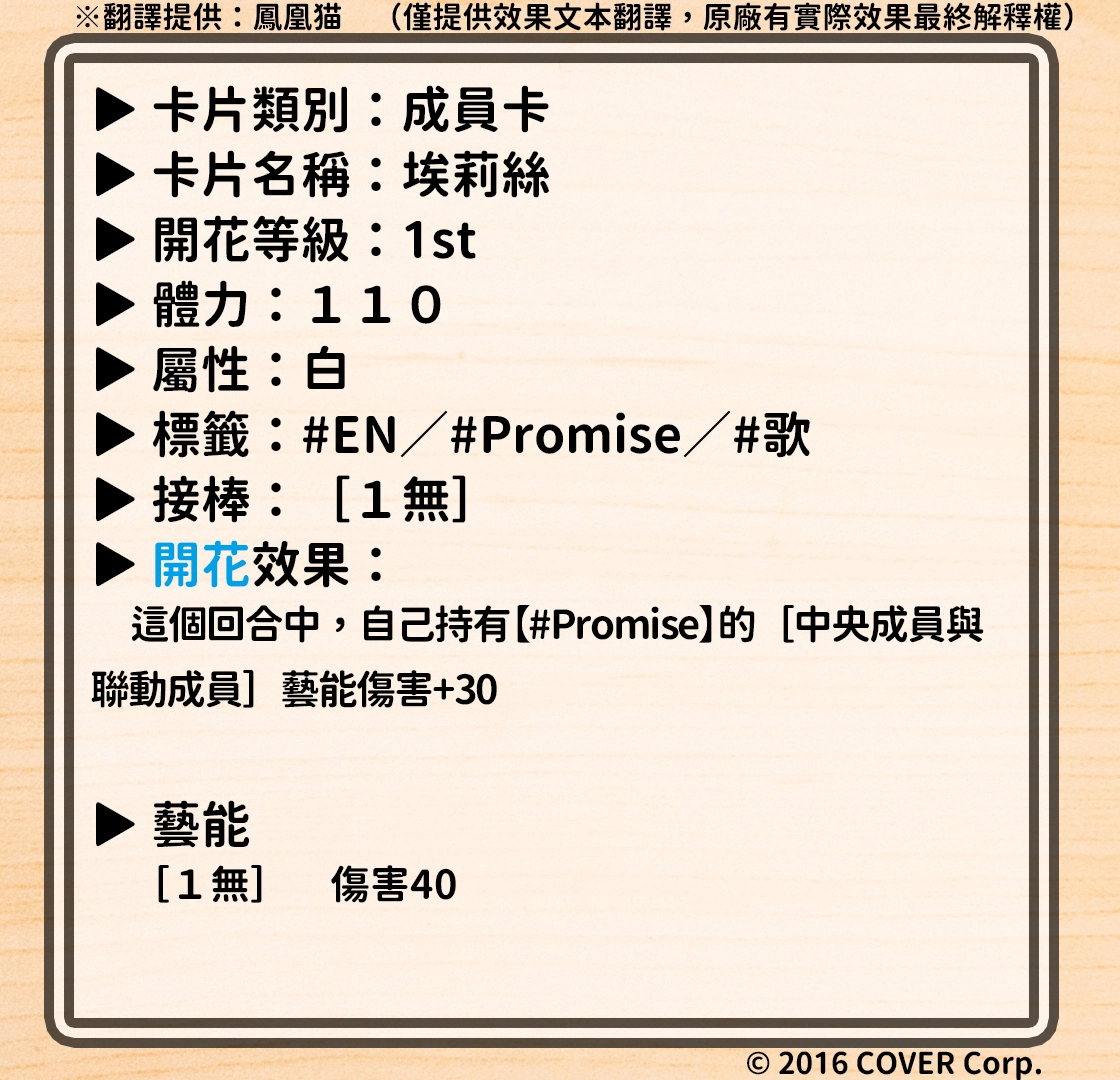 ※翻譯提供：鳳凰猫　（僅提供效果文本翻譯，原廠有實際效果最終解釋權）
▶ 卡片類別：成員卡
▶ 卡片名稱：埃莉絲
▶ 開花等級：1st
▶ 體力：１１０
▶ 屬性：白
▶ 標籤：#EN／#Promise／#歌
▶ 接棒：［１無］
▶ 開花效果：
這個回合中，自己持有【#Promise】的［中央成員與
聯動成員］藝能傷害+30
▶ 藝能
［１無］　傷害40
© 2016 COVER Corp.